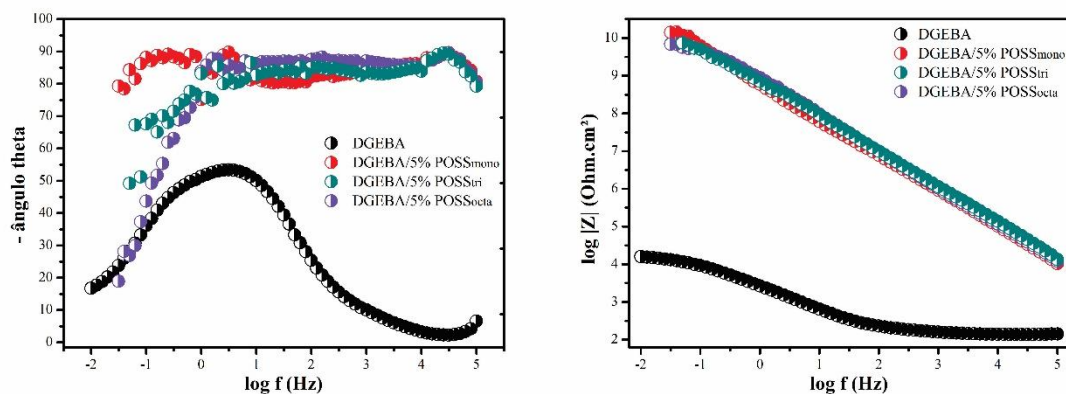 - ângulo theta
100
90
80
70
60
50
40
30
20
10
0
DGEBA
DGEBA/5% POSSmono
DGEBA/5% POSStri
DGEBA/5% POSSocta
-2 -1 0 1 2 3 4 5
log f (Hz)
log |Z| (Ohm.cm²)
10
9
8
7
6
5
4
3
2
DGEBA
DGEBA/5% POSSmono
DGEBA/5% POSStri
DGEBA/5% POSSocta
-2 -1 0 1 2 3 4 5
log f (Hz)